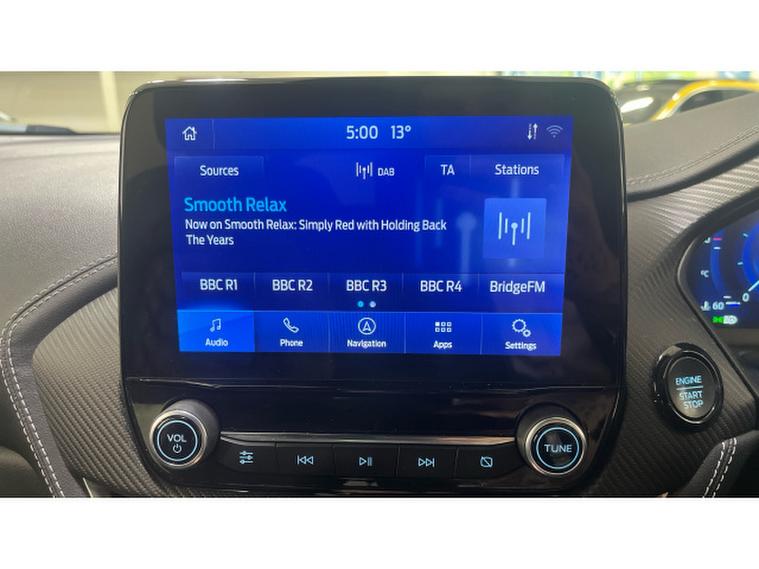 5:00 13°
Sources DAB TA Stations
Smooth Relax
Now on Smooth Relax: Simply Red with Holding Back
The Years
BBC R1 BBC R2 BBC R3 BBC R4 BridgeFM
Audio Phone Navigation Apps Settings
VOL
TUNE
ENGINE
START
STOP
°C
60
0